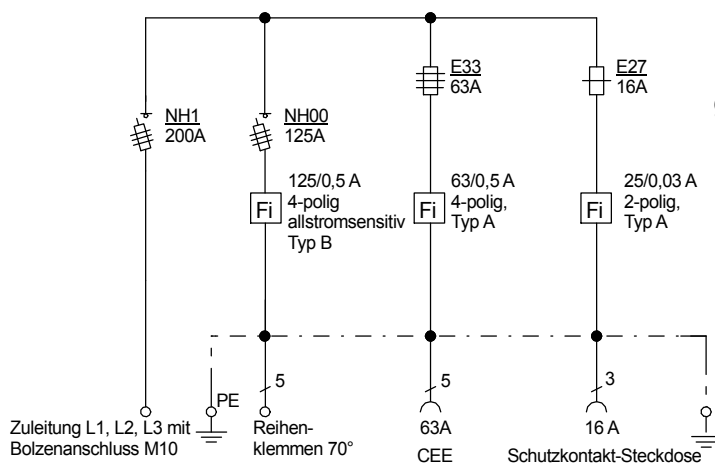 NH1
200A
NH00
125A
E33
63A
E27
16A
125/0,5 A
4-polig
allstromsensitiv
Typ B
Fi
63/0,5 A
4-polig,
Typ A
Fi
25/0,03 A
2-polig,
Typ A
Fi
PE
5
5
3
Zuleitung L1, L2, L3 mit
Bolzenanschluss M10
Reihen-
klemmen 70°
63A
CEE
16 A
Schutzkontakt-Steckdose